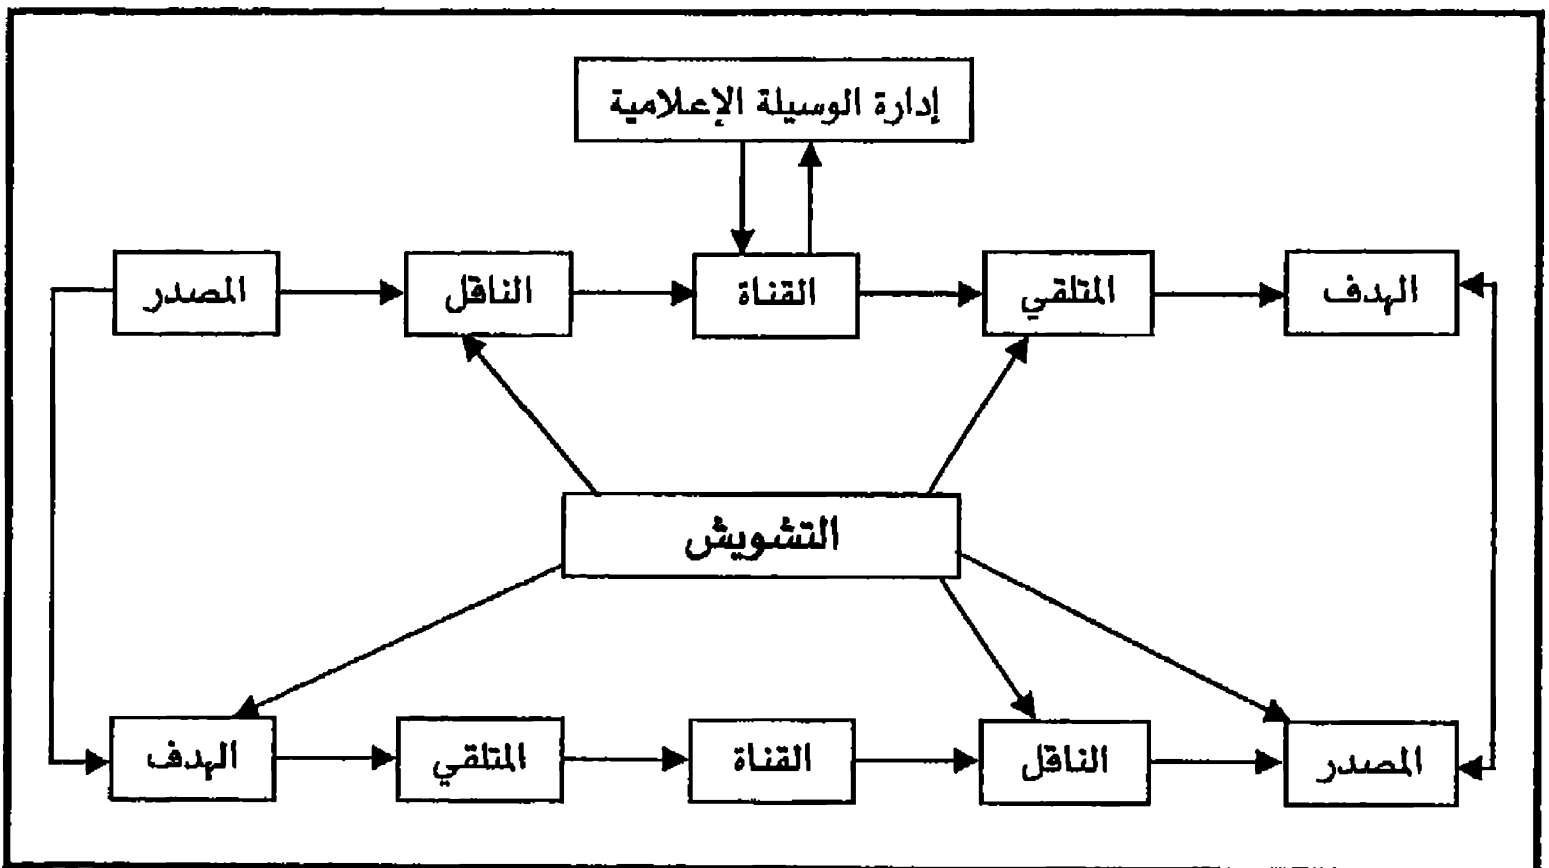 إدارة الوسيلة الإعلامية
المصدر
الناقل
القناة
المتلقي
الهدف
التشويش
الهدف
المتلقي
القناة
الناقل
المصدر